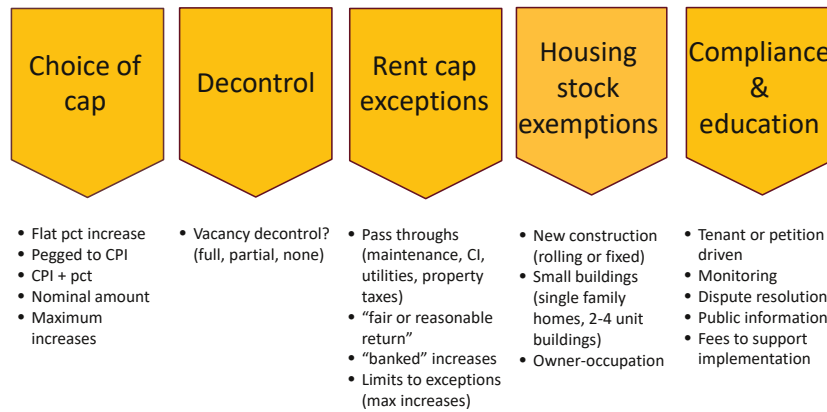 Choice of
cap
Decontrol
Rent cap
exceptions
Housing
stock
exemptions
Compliance
&
education
• Flat pct increase
• Pegged to CPI
• CPI + pct
• Nominal amount
• Maximum
increases
• Vacancy decontrol?
(full, partial, none)
• Pass throughs
(maintenance, CI,
utilities, property
taxes)
• “fair or reasonable
return”
• “banked” increases
• Limits to exceptions
(max increases)
• New construction
(rolling or fixed)
• Small buildings
(single family
homes, 2-4 unit
buildings)
• Owner-occupation
• Tenant or petition
driven
• Monitoring
• Dispute resolution
• Public information
• Fees to support
implementation